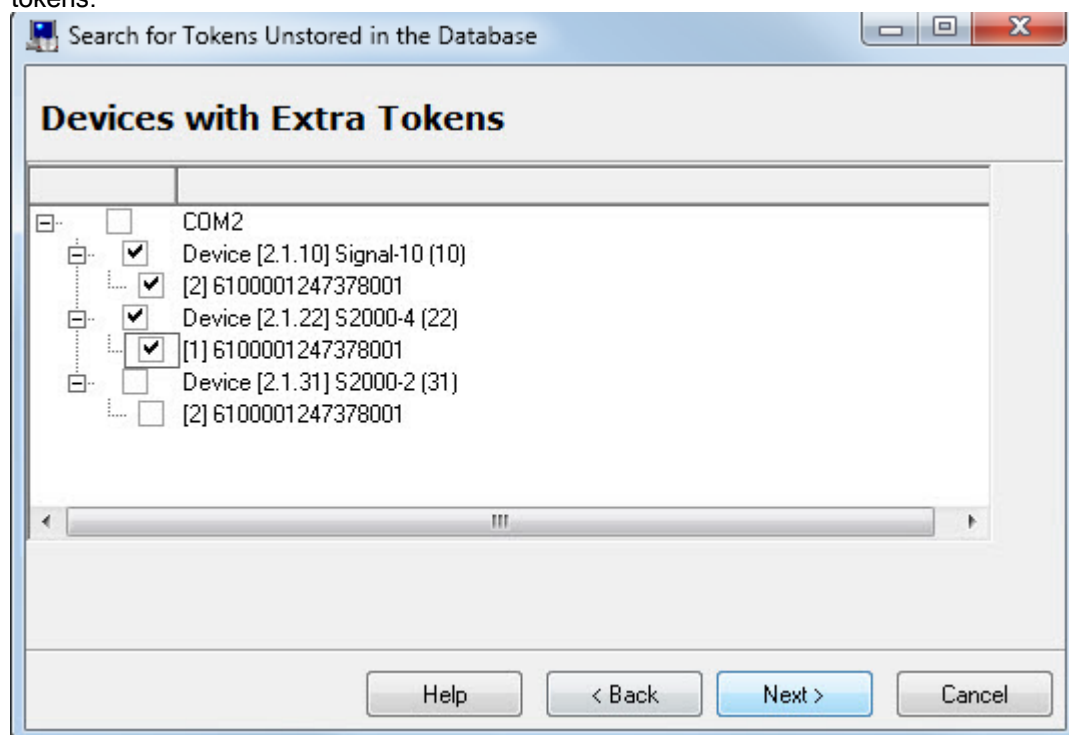 tokens.
Search for Tokens Unstored in the Database
Devices with Extra Tokens
COM2
Device [2.1.10] Signal-10 (10)
[2] 6100001247378001
Device [2.1.22] S2000-4 (22)
[1] 6100001247378001
Device [2.1.31] S2000-2 (31)
[2] 6100001247378001
Help < Back Next > Cancel